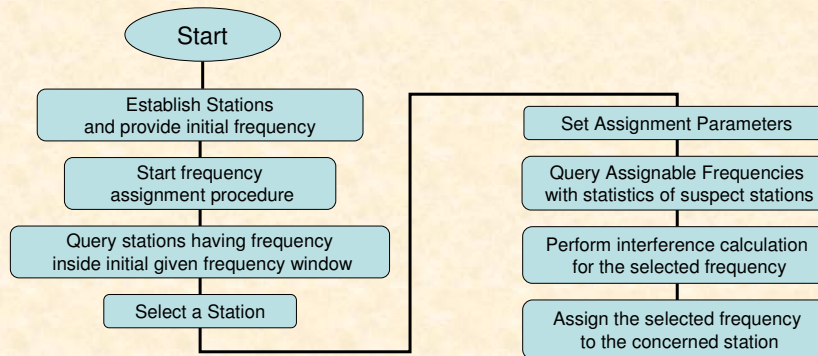 Start
Establish Stations
and provide initial frequency
Start frequency
assignment procedure
Query stations having frequency
inside initial given frequency window
Select a Station
Set Assignment Parameters
Query Assignable Frequencies
with statistics of suspect stations
Perform interference calculation
for the selected frequency
Assign the selected frequency
to the concerned station